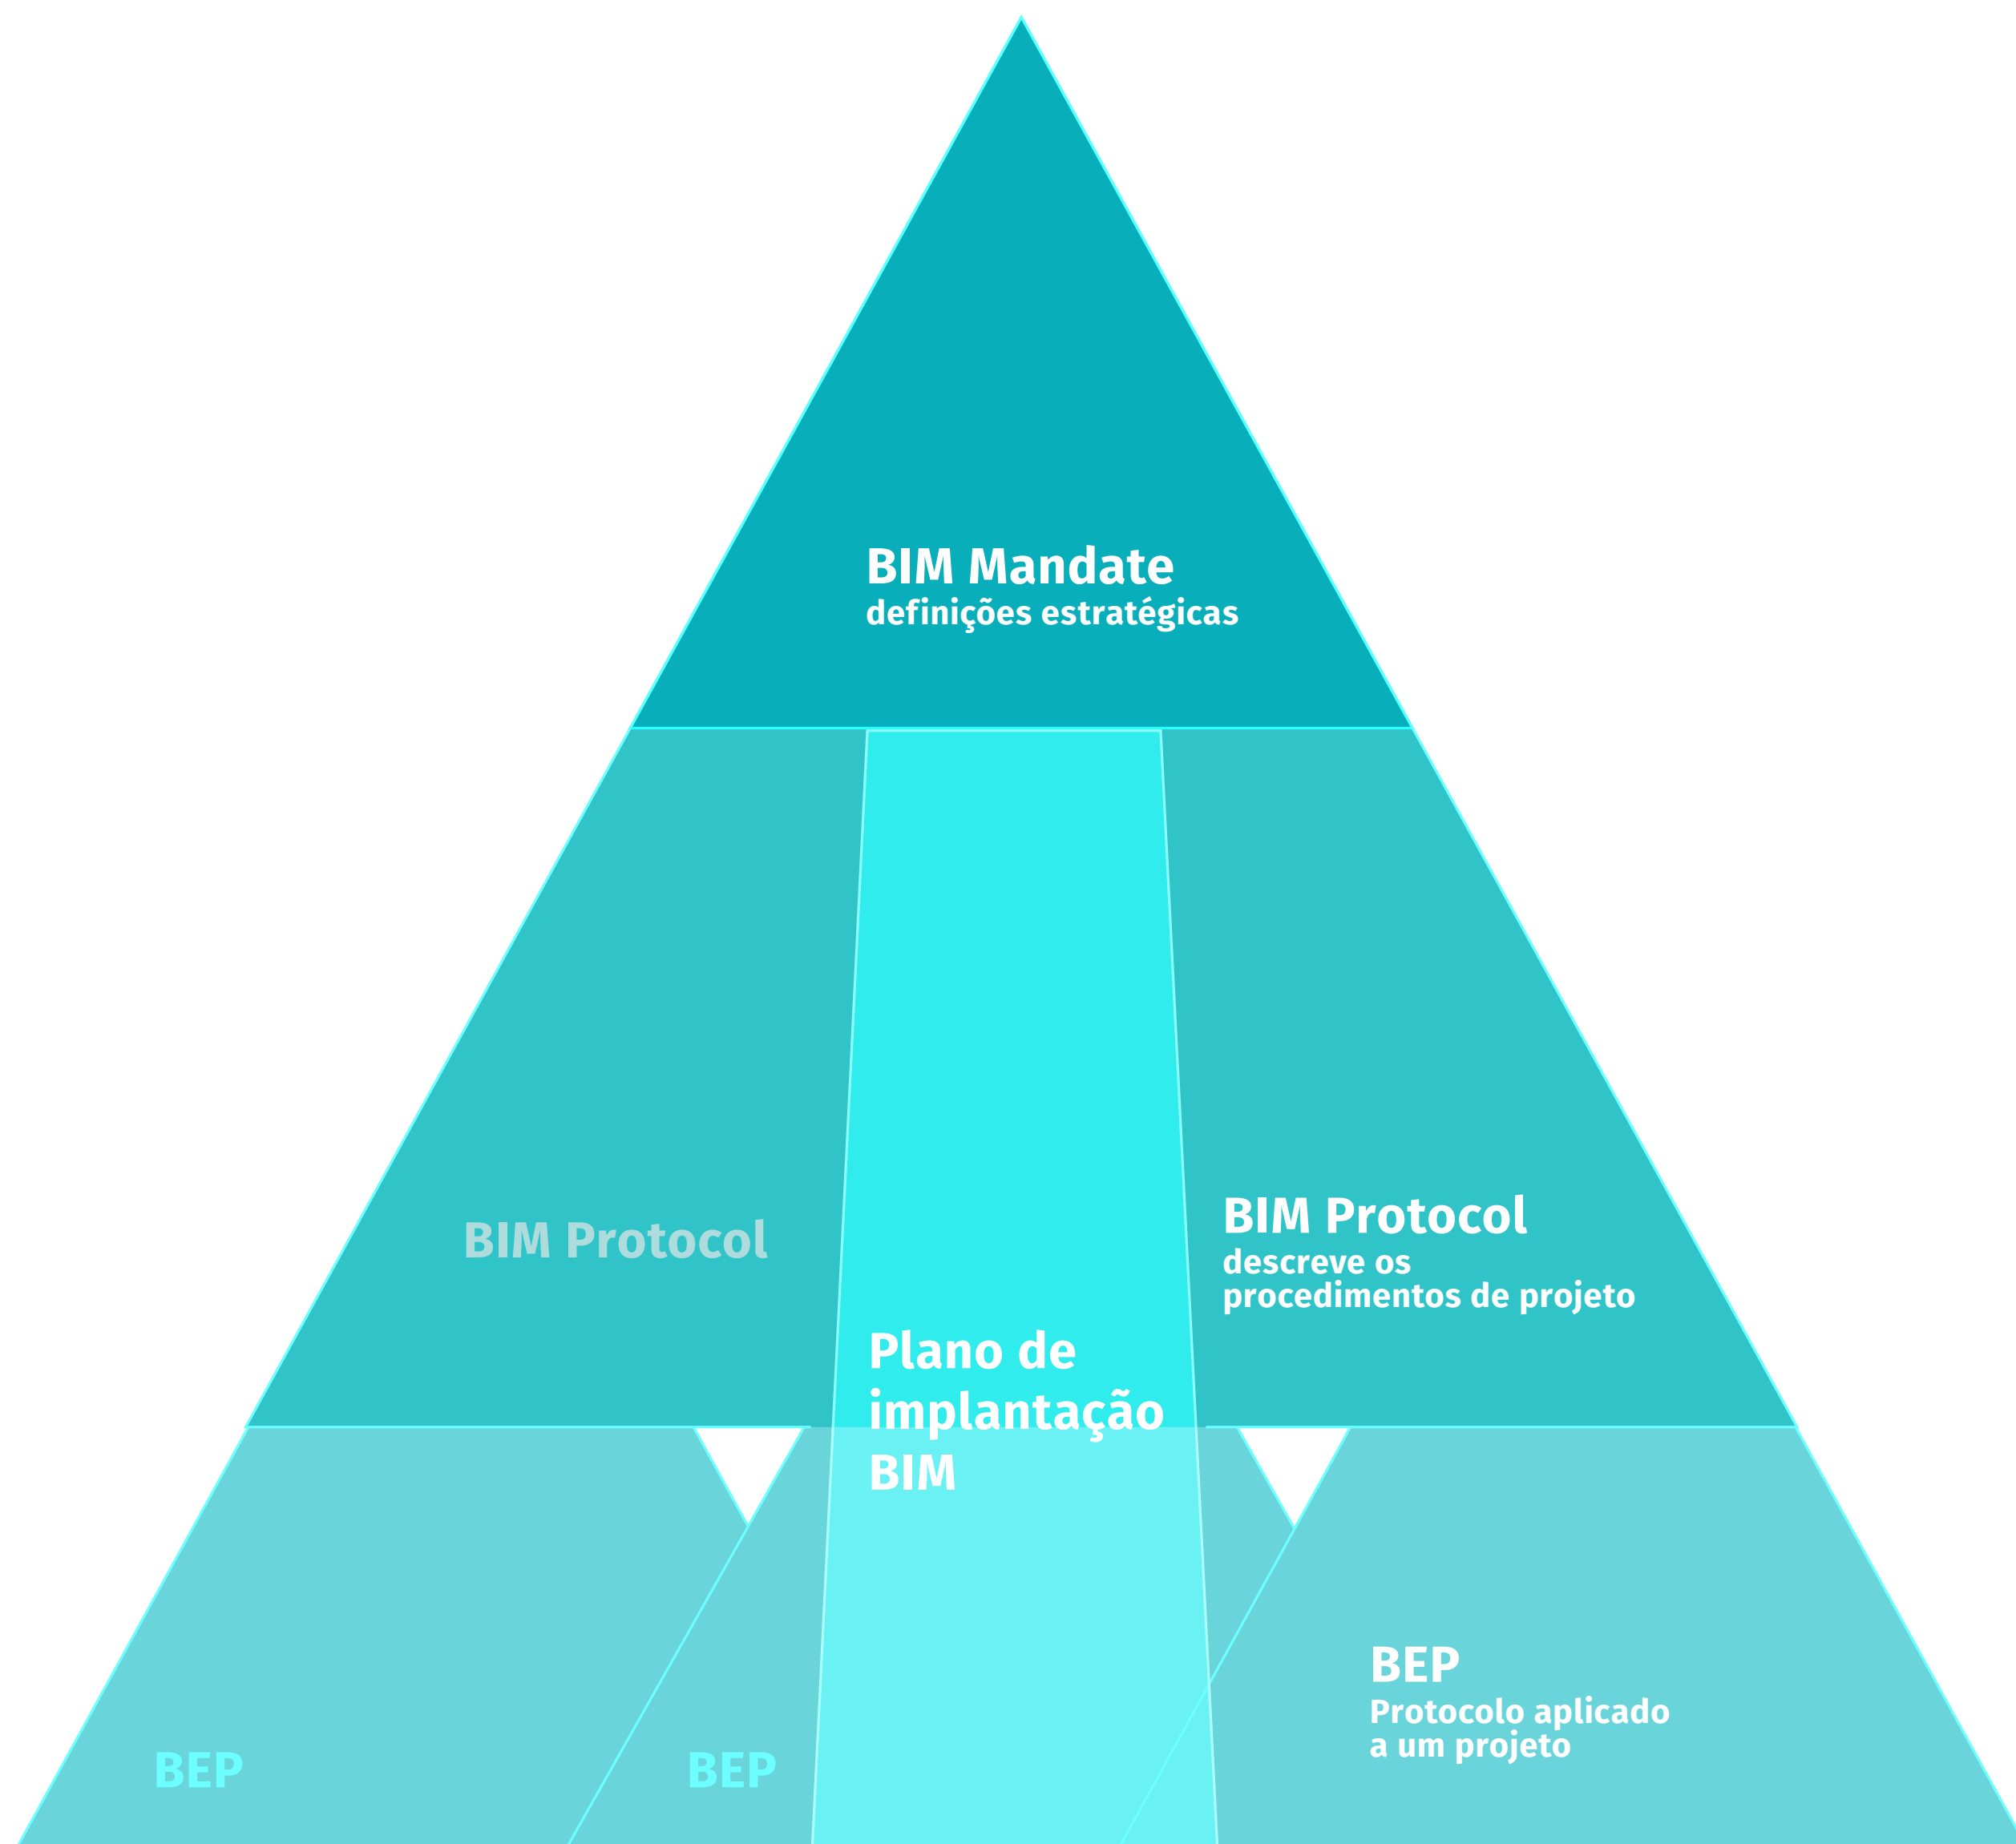 BIM Mandate
definições estratégicas
BIM Protocol
BIM Protocol
descreve os
procedimentos de projeto
Plano de
implantação
BIM
BEP
BEP
BEP
Protocolo aplicado
a um projeto